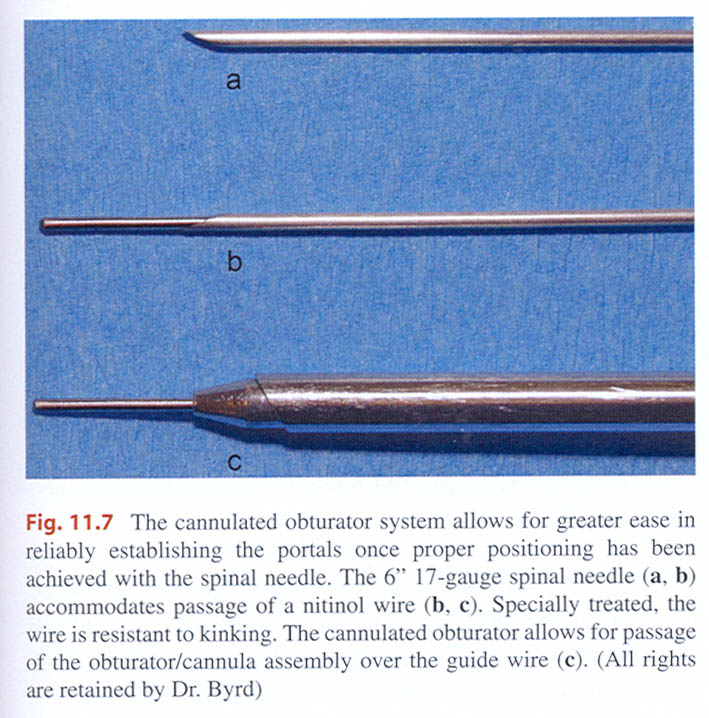 a
b
c
Fig. 11.7 The cannulated obturator system allows for greater ease in
reliably establishing the portals once proper positioning has been
achieved with the spinal needle. The 6” 17-gauge spinal needle (a, b)
accommodates passage of a nitinol wire (b, c). Specially treated, the
wire is resistant to kinking. The cannulated obturator allows for passage
of the obturator/cannula assembly over the guide wire (c). (All rights
are retained by Dr. Byrd)